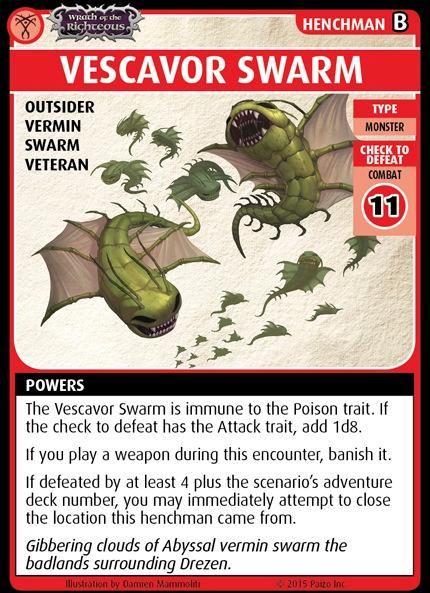 Wrath of the
Righteous
HENCHMAN B
VESCAVOR SWARM
OUTSIDER
VERMIN
SWARM
VETERAN
TYPE
MONSTER
CHECK TO
DEFEAT
COMBAT
11
POWERS
The Vescavor Swarm is immune to the Poison trait. If
the check to defeat has the Attack trait, add 1d8.
If you play a weapon during this encounter, banish it.
If defeated by at least 4 plus the scenario's adventure
deck number, you may immediately attempt to close
the location this henchman came from.
Gibbering clouds of Abyssal vermin swarm the
badlands surrounding Drezen.
Illustration by Damien Mammoliti
© 2015 Paizo Inc.